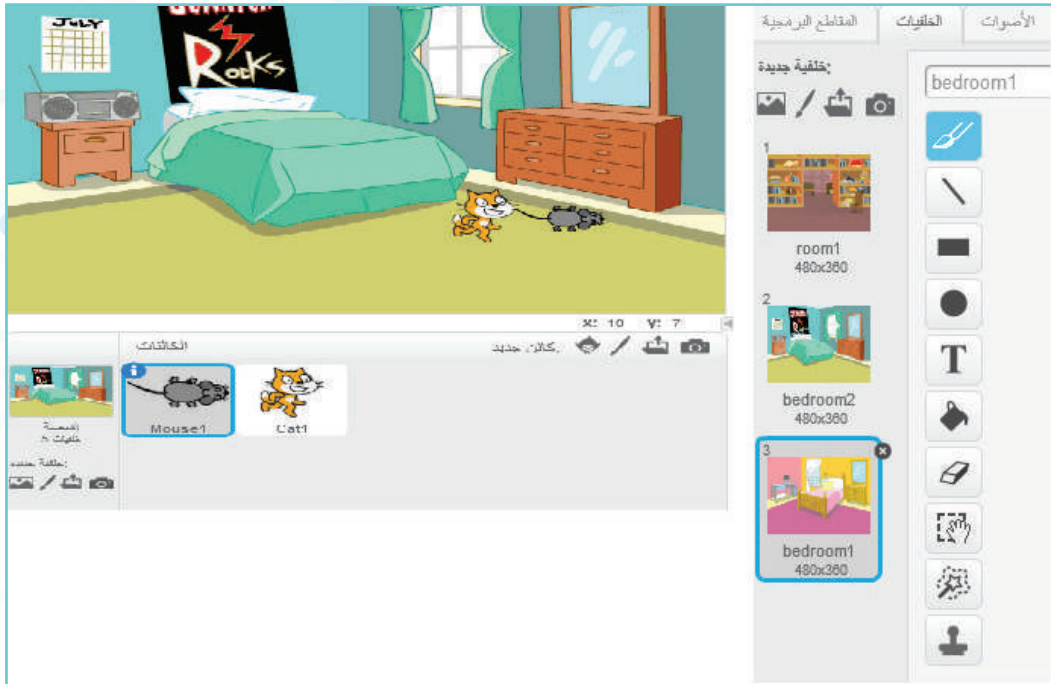 JULY
ROCKS
X: 10 Y: 7
الكائنات
كائن جديد:
Mouse1
Cat1
المنصة
خلفية جديدة:
المقاطع البرمجية
الخلفيات
الأصوات
خلفية جديدة:
bedroom1
1
room1
480x360
2
bedroom2
480x360
3
bedroom1
480x360
T